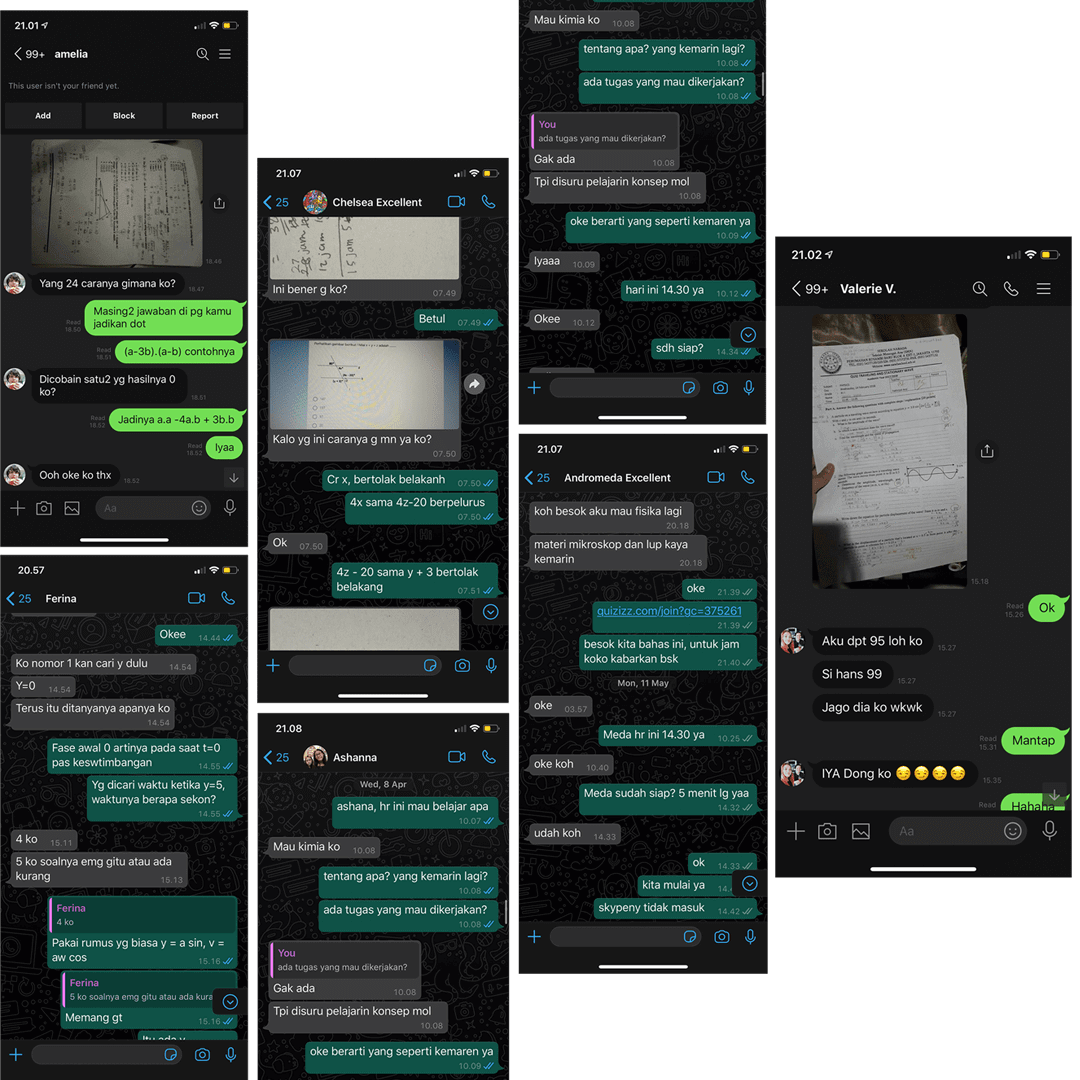 21.01
99+ amelia
This user isn't your friend yet.
Add Block Report
18.46
Yang 24 caranya gimana ko?
18.47
Masing2 jawaban di pg kamu
jadikan dot
Read
18.50
(a-3b).(a-b) contohnya
Read
18.51
Dicobain satu2 yg hasilnya 0
ko?
18.51
Jadinya a.a -4a.b + 3b.b
Read
18.52
Iyaa
Read
18.52
Ooh oke ko thx
18.52
Aa
20.57
25 Ferina
Okee
14.44
Ko nomor 1 kan cari y dulu
14.54
Y=0
14.54
Terus itu ditanyanya apanya ko
14.54
Fase awal 0 artinya pada saat t=0
pas keswtimbangan
14.55
Yg dicari waktu ketika y=5,
waktunya berapa sekon?
14.55
4 ko
15.11
5 ko soalnya emg gitu atau ada
kurang
15.13
Ferina
4 ko
Pakai rumus yg biasa y = a sin, v =
aw cos
15.16
Ferina
5 ko soalnya emg gitu atau ada kura
Memang gt
15.16
21.07
25 Chelsea Excellent
27
12 jam
15 jam
Ini bener g ko?
07.49
Betul
07.49
Kalo yg ini caranya g mn ya ko?
07.50
Cr x, bertolak belakanh
07.50
4x sama 4z-20 berpelurus
07.50
Ok
07.50
4z - 20 sama y + 3 bertolak
belakang
07.51
21.08
25 Ashanna
Wed, 8 Apr
ashana, hr ini mau belajar apa
10.07
Mau kimia ko
10.08
tentang apa? yang kemarin lagi?
10.08
ada tugas yang mau dikerjakan?
10.08
You
ada tugas yang mau dikerjakan?
Gak ada
10.08
Tpi disuru pelajarin konsep mol
10.08
oke berarti yang seperti kemaren ya
10.09
Mau kimia ko
10.08
tentang apa? yang kemarin lagi?
10.08
ada tugas yang mau dikerjakan?
10.08
You
ada tugas yang mau dikerjakan?
Gak ada
10.08
Tpi disuru pelajarin konsep mol
10.08
oke berarti yang seperti kemaren ya
10.09
Iyaaa
10.09
hari ini 14.30 ya
10.12
Okee
10.12
sdh siap?
14.34
21.07
25 Andromeda Excellent
koh besok aku mau fisika lagi
20.18
materi mikroskop dan lup kaya
kemarin
20.18
oke
21.39
quizizz.com/join?gc=375261
21.39
besok kita bahas ini, untuk jam
koko kabarkan bsk
21.40
Mon, 11 May
oke
03.57
Meda hr ini 14.30 ya
10.25
oke koh
10.40
Meda sudah siap? 5 menit lg yaa
14.32
udah koh
14.33
ok
14.33
kita mulai ya
skypeny tidak masuk
14.42
21.02
99+ Valerie V.
15.18
Ok
Read
15.26
Aku dpt 95 loh ko
15.27
Si hans 99
15.27
Jago dia ko wkwk
15.27
Mantap
Read
15.31
IYA Dong ko 😏😏😏😏
15.35
Hahaha
Read
Aa